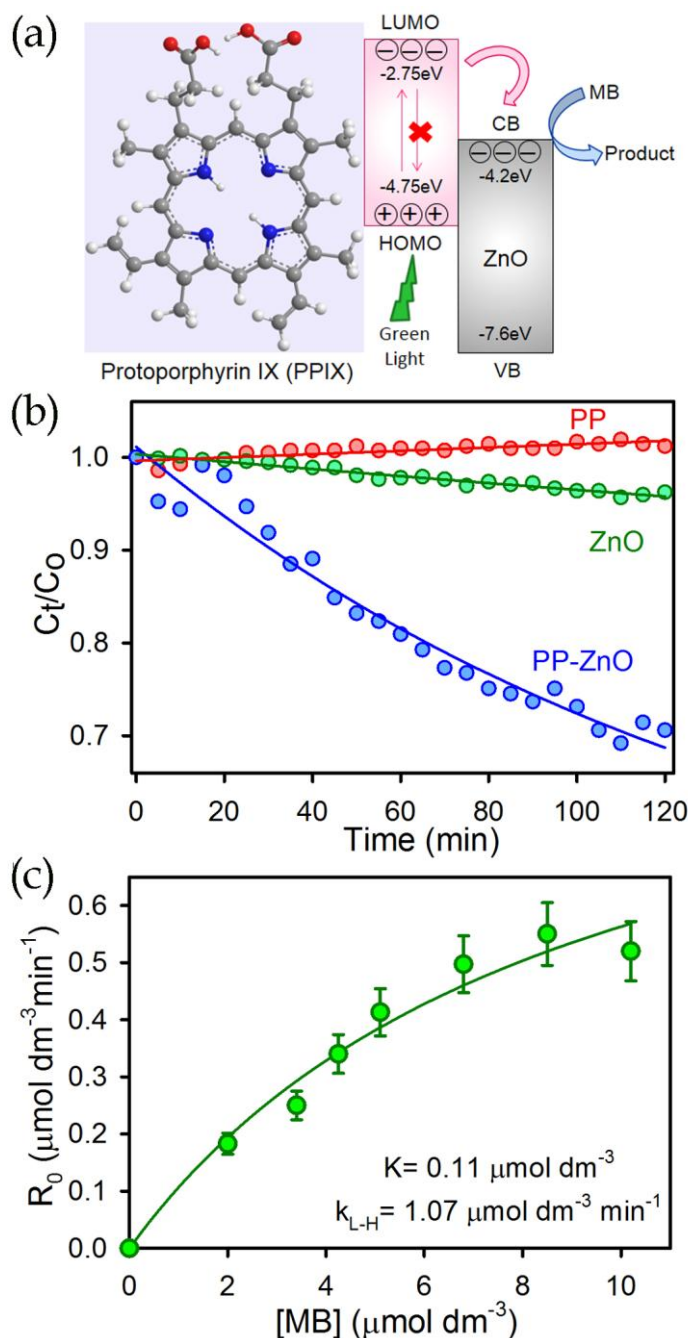 (a)
LUMO
⊖⊖⊖
-2.75eV
MB
CB
Product
⊖⊖⊖
-4.75eV
-4.2eV
⊕⊕⊕
HOMO
ZnO
Green
Light
-7.6eV
Protoporphyrin IX (PPIX)
VB
(b)
PP
ZnO
PP-ZnO
Ct/Co
1.0
0.9
0.8
0.7
0 20 40 60 80 100 120
Time (min)
(c)
R₀ (µmol dm⁻³min⁻¹)
0.6
0.5
0.4
0.3
0.2
0.1
0.0
K= 0.11 µmol dm⁻³
k_L-H= 1.07 µmol dm⁻³ min⁻¹
0 2 4 6 8 10
[MB] (µmol dm⁻³)